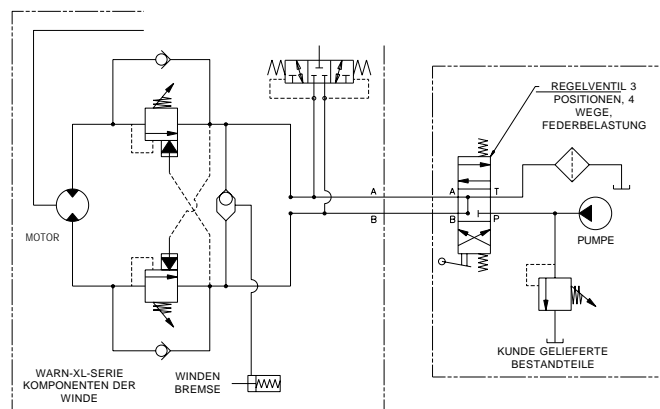 REGELVENTIL 3
POSITIONEN, 4
WEGE,
FEDERBELASTUNG
A
A
T
B
B
P
MOTOR
PUMPE
WARN-XL-SERIE
KOMPONENTEN DER
WINDE
WINDEN
BREMSE
KUNDE GELIEFERTE
BESTANDTEILE